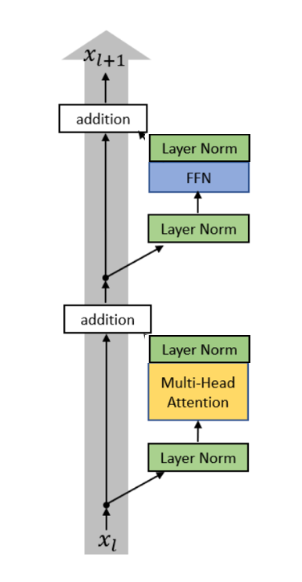 x_{l+1}
addition
Layer Norm
FFN
Layer Norm
addition
Layer Norm
Multi-Head
Attention
Layer Norm
x_l